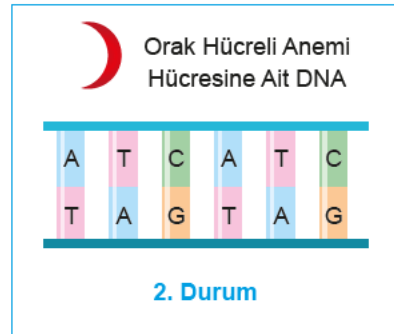 Orak Hücreli Anemi
Hücresine Ait DNA
A T C A T C
T A G T A G
2. Durum